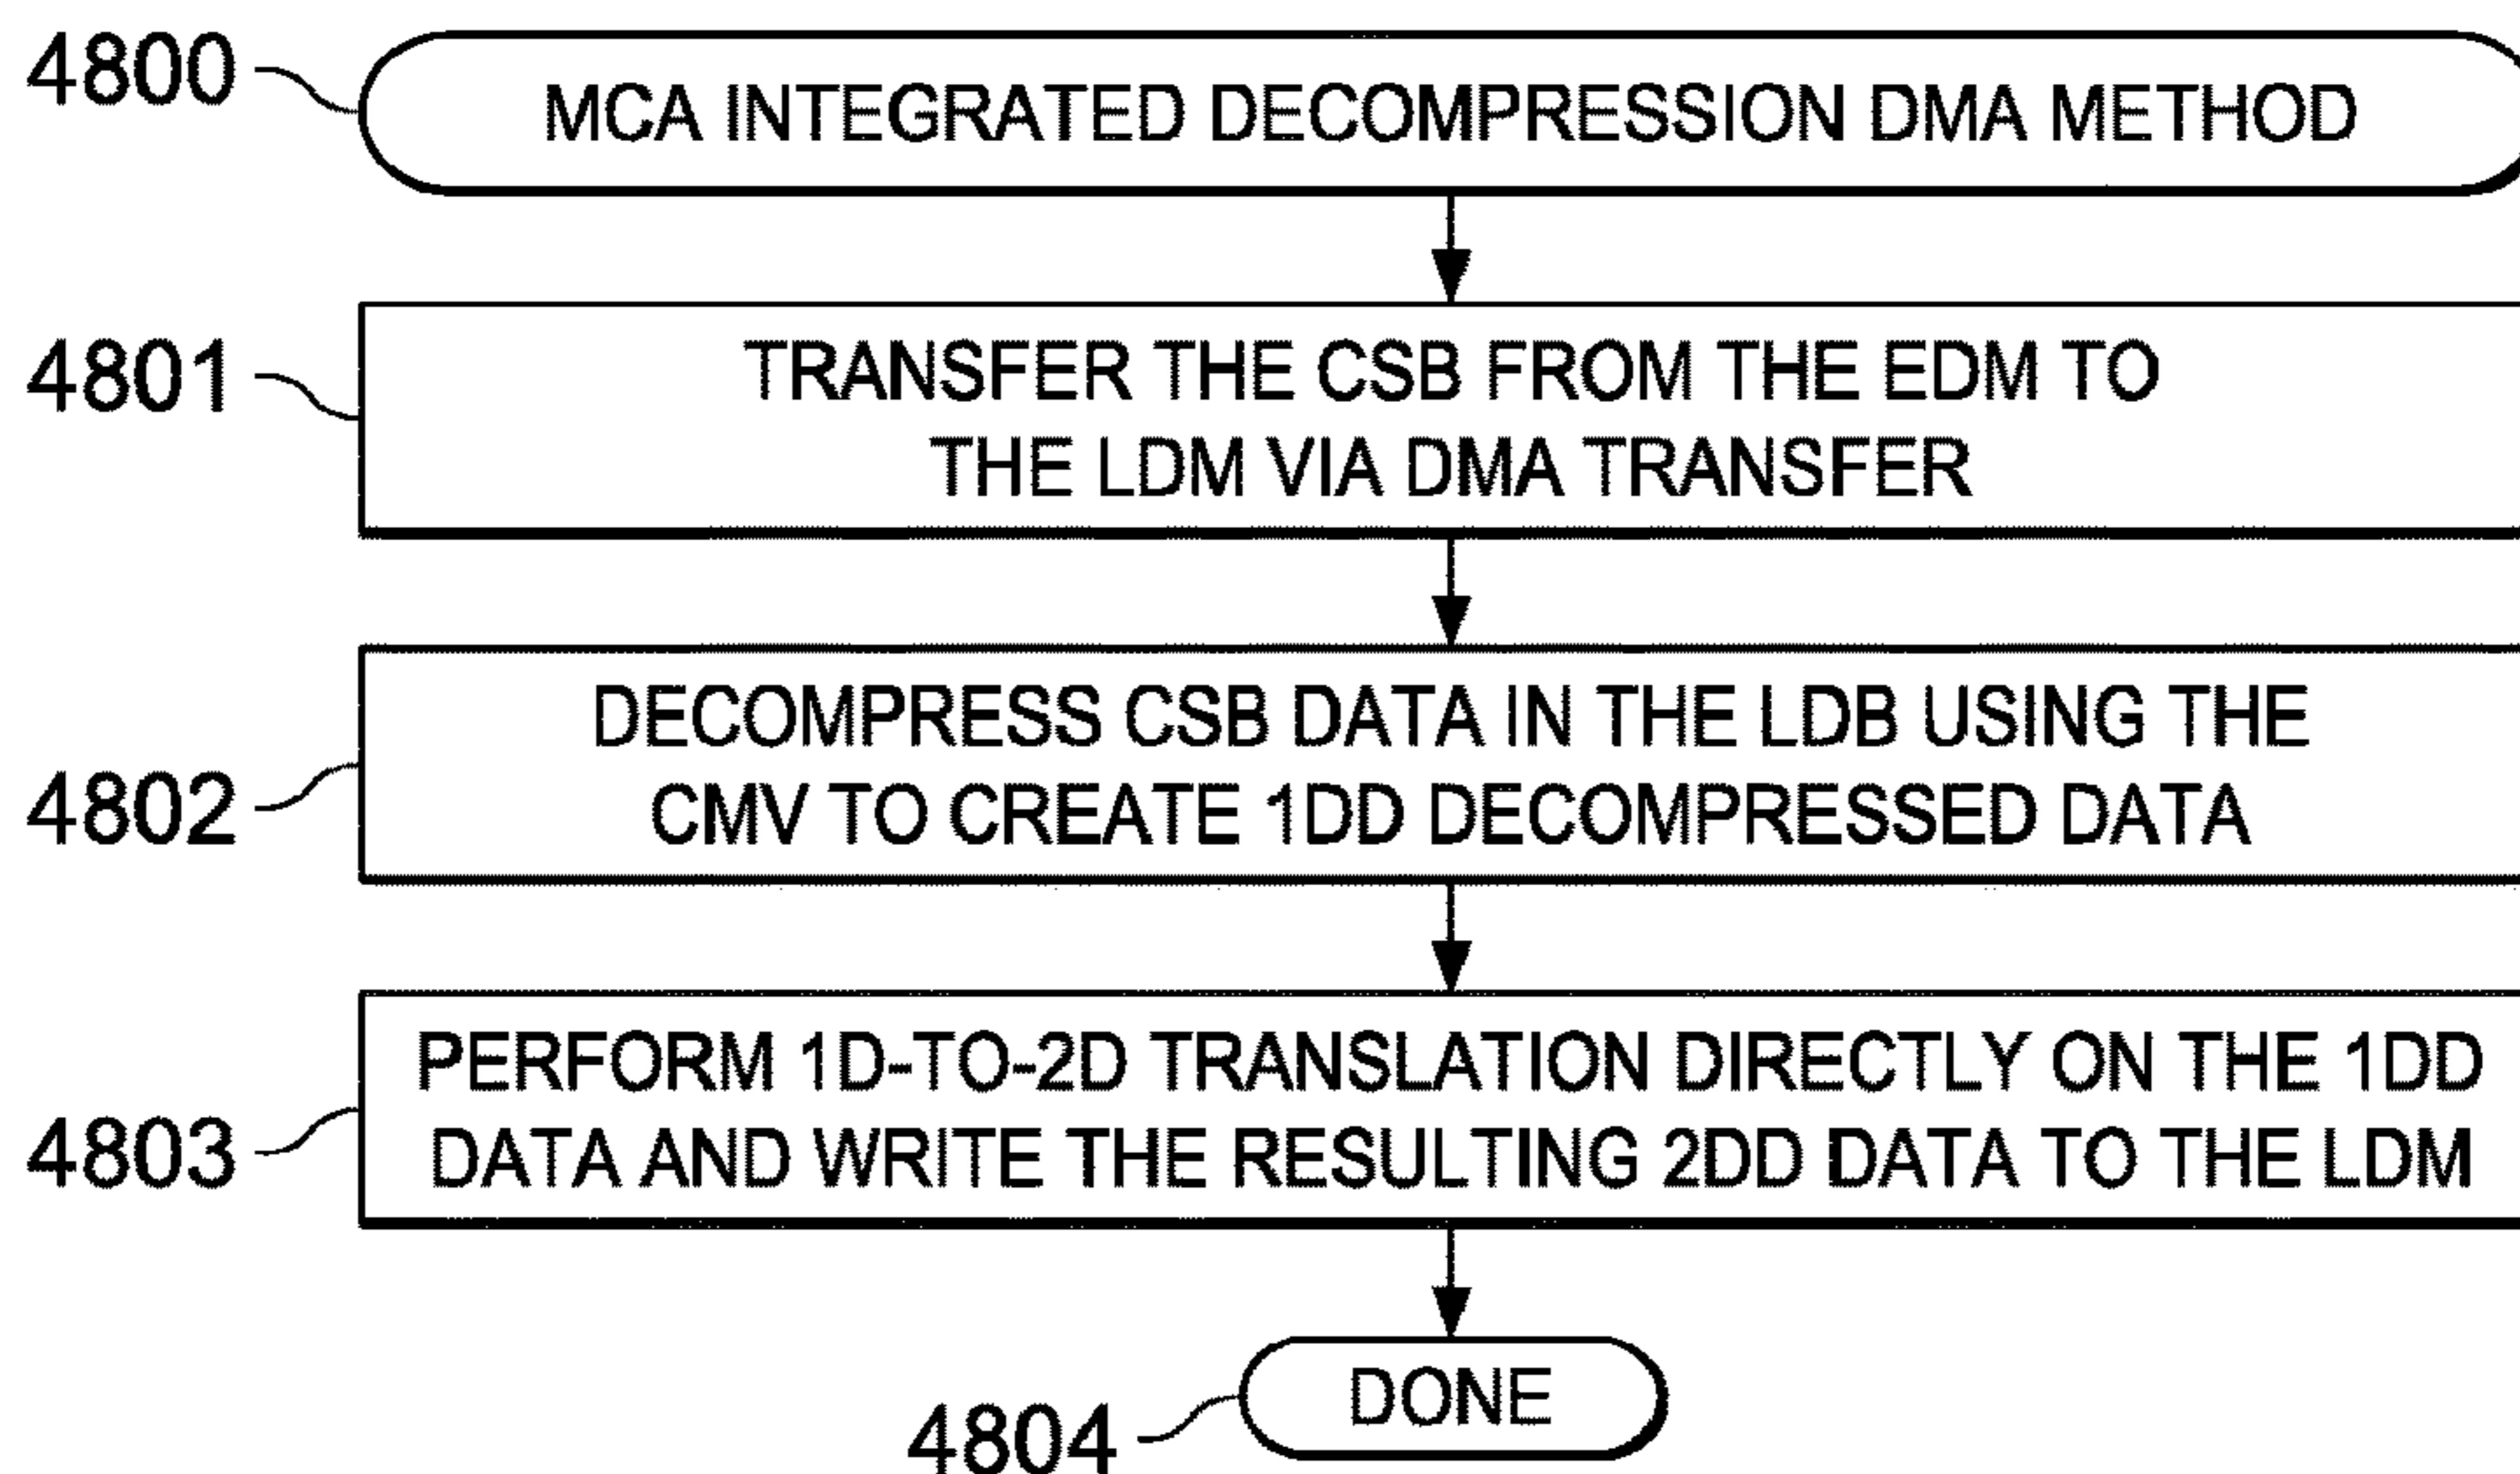 4800
MCA INTEGRATED DECOMPRESSION DMA METHOD
4801
TRANSFER THE CSB FROM THE EDM TO
THE LDM VIA DMA TRANSFER
4802
DECOMPRESS CSB DATA IN THE LDB USING THE
CMV TO CREATE 1DD DECOMPRESSED DATA
4803
PERFORM 1D-TO-2D TRANSLATION DIRECTLY ON THE 1DD
DATA AND WRITE THE RESULTING 2DD DATA TO THE LDM
4804
DONE